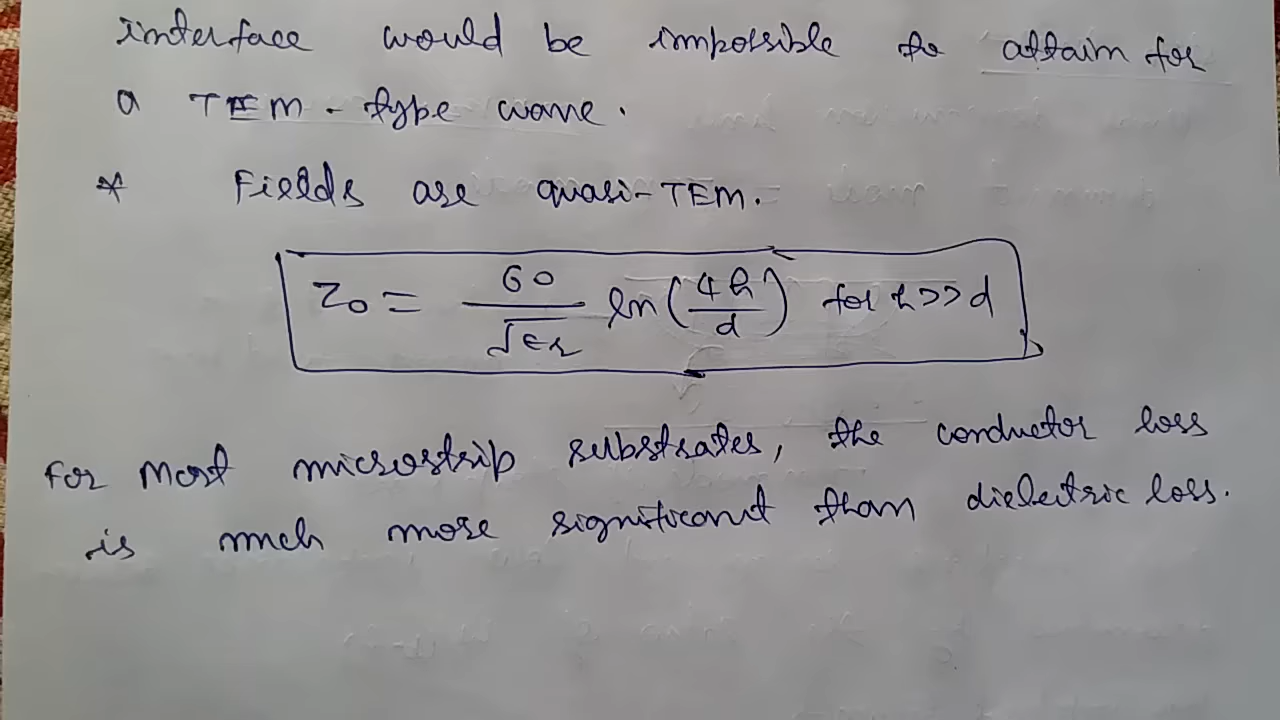 interface would be impossible to attain for
a TEM-type wave.
* Fields are quasi-TEM.
Z₀ = 60/√εr ln(4h/d) for h>>d
for most microstrip substrates, the conductor loss
is much more significant than dielectric loss.